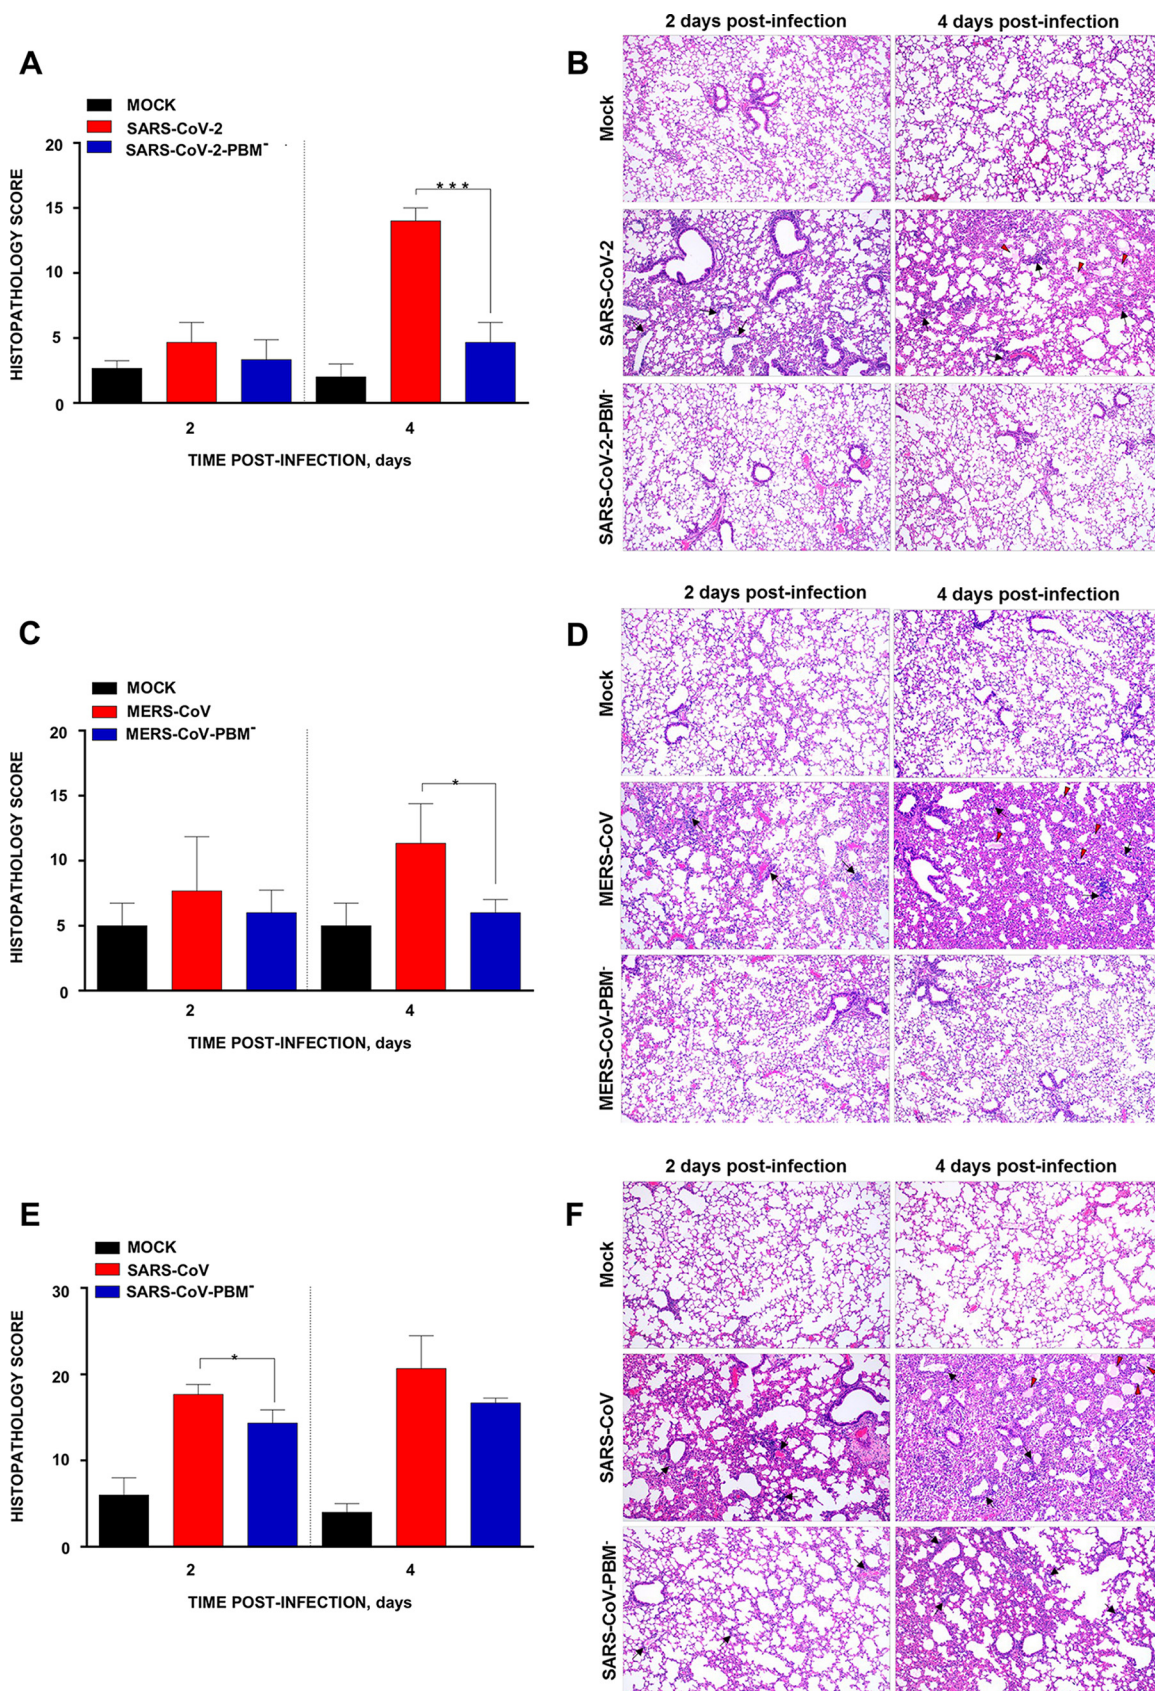 A
MOCK
SARS-CoV-2
SARS-CoV-2-PBM-
HISTOPATHOLOGY SCORE
20
15
10
5
0
***
2
4
TIME POST-INFECTION, days
B
2 days post-infection
4 days post-infection
Mock
SARS-CoV-2
SARS-CoV-2-PBM-
C
MOCK
MERS-CoV
MERS-CoV-PBM-
HISTOPATHOLOGY SCORE
20
15
10
5
0
*
2
4
TIME POST-INFECTION, days
D
2 days post-infection
4 days post-infection
Mock
MERS-CoV
MERS-CoV-PBM-
E
MOCK
SARS-CoV
SARS-CoV-PBM-
HISTOPATHOLOGY SCORE
30
20
10
0
*
2
4
TIME POST-INFECTION, days
F
2 days post-infection
4 days post-infection
Mock
SARS-CoV
SARS-CoV-PBM-